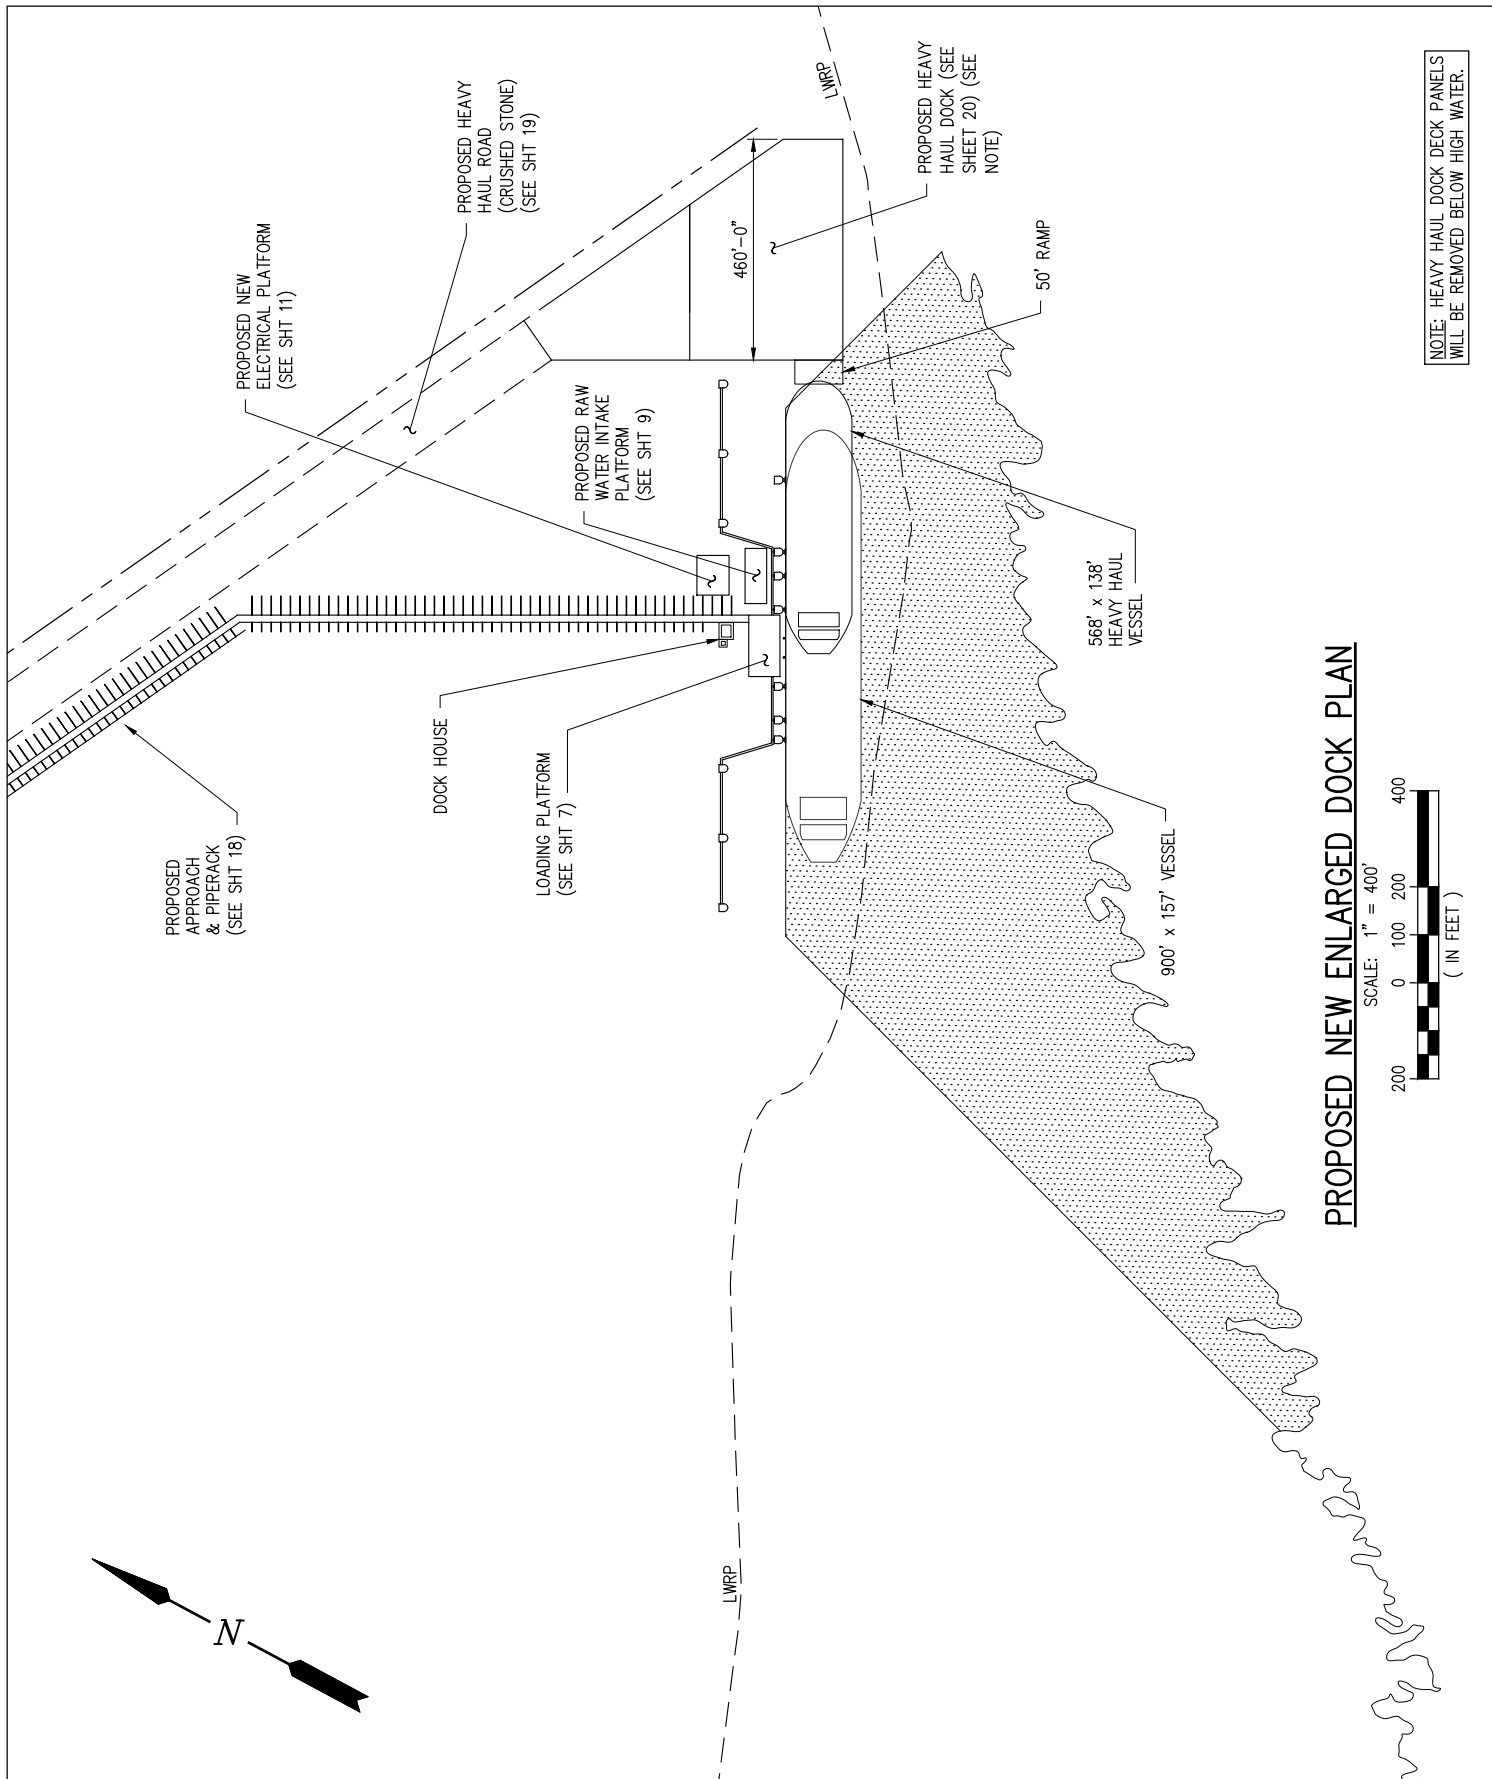 PROPOSED
APPROACH
& PIPERACK
(SEE SHT 18)
PROPOSED NEW
ELECTRICAL PLATFORM
(SEE SHT 11)
PROPOSED HEAVY
HAUL ROAD
(CRUSHED STONE)
(SEE SHT 19)
DOCK HOUSE
LOADING PLATFORM
(SEE SHT 7)
PROPOSED RAW
WATER INTAKE
PLATFORM
(SEE SHT 9)
460'-0"
LWRP
PROPOSED HEAVY
HAUL DOCK (SEE
SHEET 20) (SEE
NOTE)
50' RAMP
568' x 138'
HEAVY HAUL
VESSEL
900' x 157' VESSEL
LWRP
N
PROPOSED NEW ENLARGED DOCK PLAN
SCALE: 1" = 400'
200 0 100 200 400
( IN FEET )
NOTE: HEAVY HAUL DOCK DECK PANELS
WILL BE REMOVED BELOW HIGH WATER.